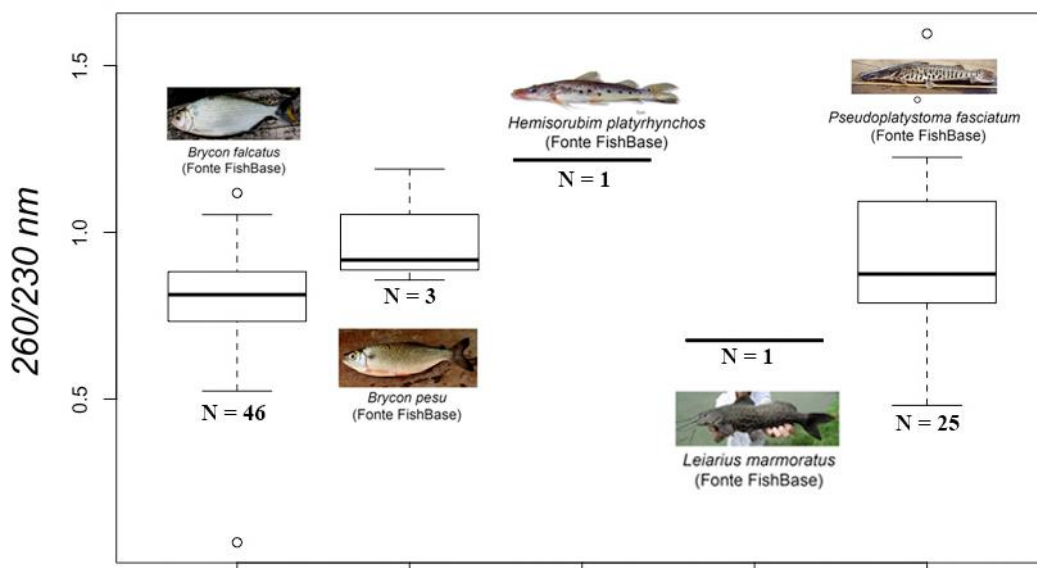 260/230 nm
1.5
1.0
0.5
Brycon falcatus
(Fonte FishBase)
N = 46
N = 3
Brycon pesu
(Fonte FishBase)
Hemisorubim platyrhynchos
(Fonte FishBase)
N = 1
N = 1
Leiarius marmoratus
(Fonte FishBase)
Pseudoplatystoma fasciatum
(Fonte FishBase)
N = 25